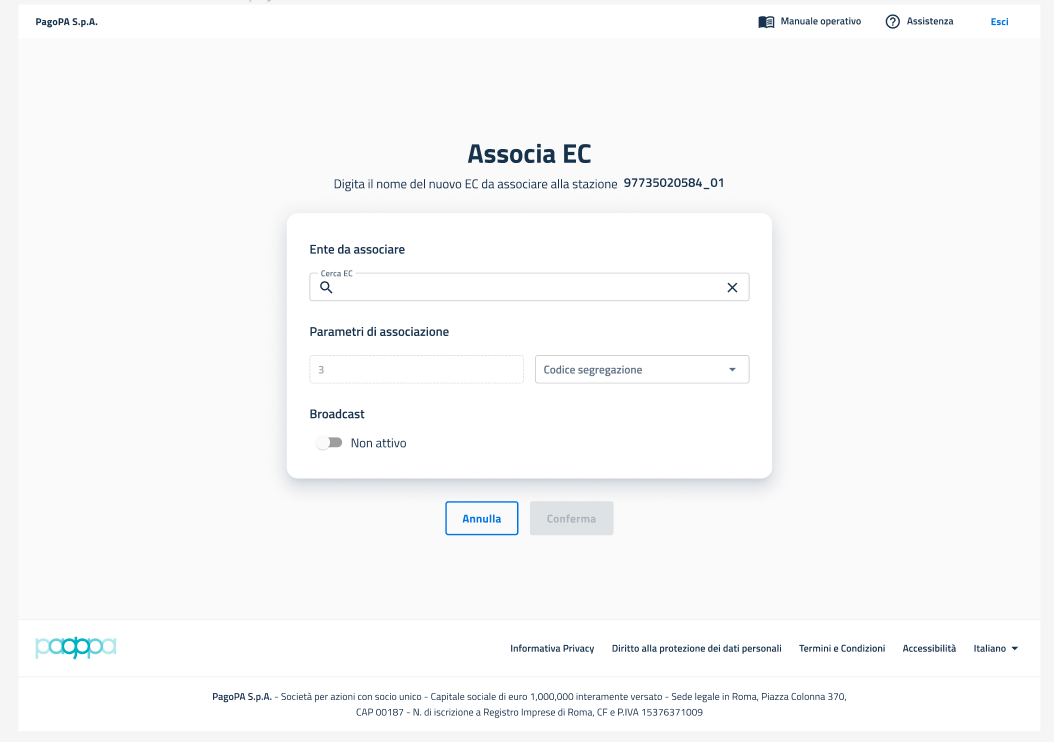 PagoPA S.p.A.
Manuale operativo
Assistenza
Esci
Associa EC
Digita il nome del nuovo EC da associare alla stazione 97735020584_01
Ente da associare
Cerca EC
Parametri di associazione
3
Codice segregazione
Broadcast
Non attivo
Annulla
Conferma
pagopa
Informativa Privacy
Diritto alla protezione dei dati personali
Termini e Condizioni
Accessibilità
Italiano
PagoPA S.p.A. - Società per azioni con socio unico - Capitale sociale di euro 1,000,000 interamente versato - Sede legale in Roma, Piazza Colonna 370,
CAP 00187 - N. di iscrizione a Registro Imprese di Roma, CF e P.IVA 15376371009